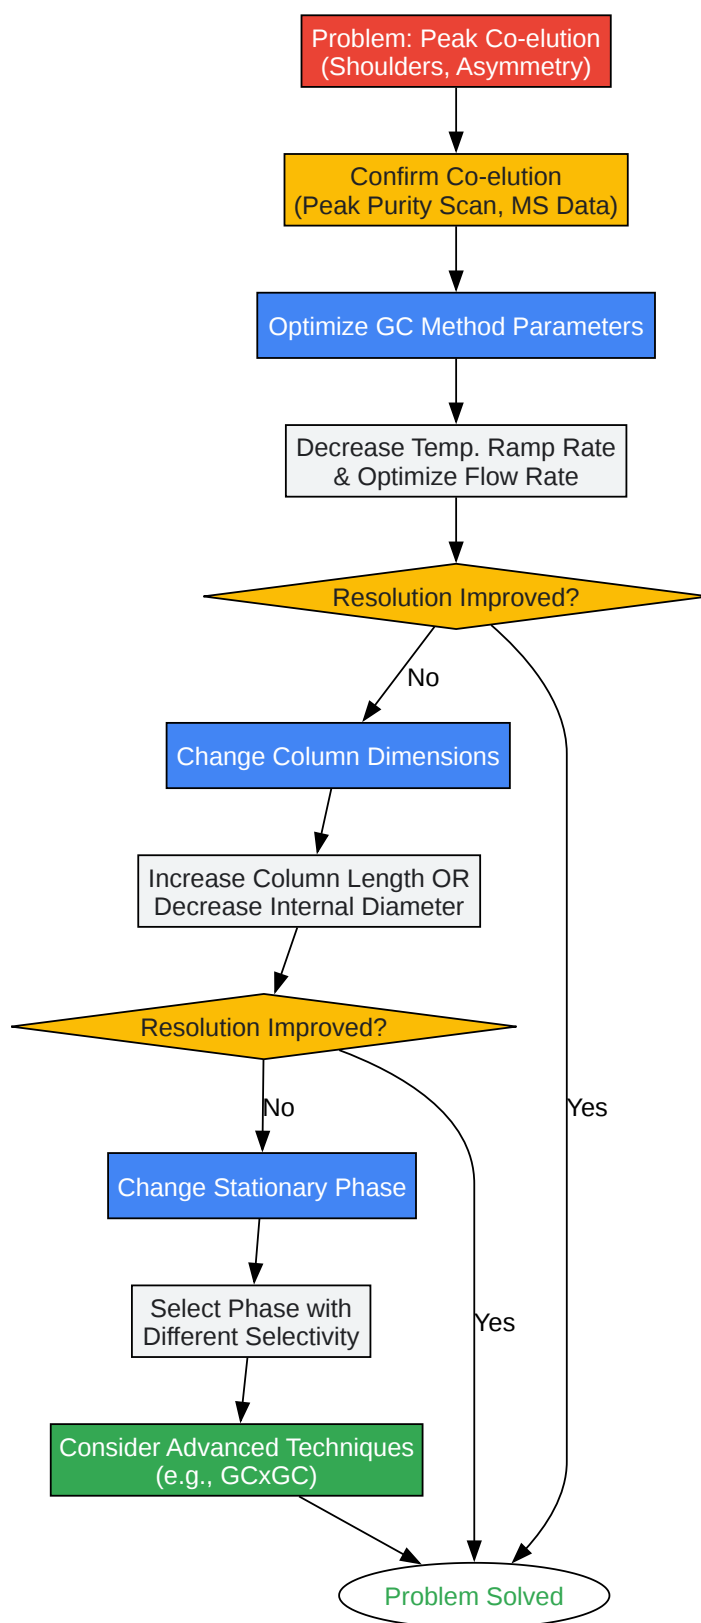 Problem: Peak Co-elution
(Shoulders, Asymmetry)
Confirm Co-elution
(Peak Purity Scan, MS Data)
Optimize GC Method Parameters
Decrease Temp. Ramp Rate
& Optimize Flow Rate
Resolution Improved?
No
Change Column Dimensions
Increase Column Length OR
Decrease Internal Diameter
Resolution Improved?
No
Yes
Change Stationary Phase
Select Phase with
Different Selectivity
Yes
Consider Advanced Techniques
(e.g., GCxGC)
Problem Solved